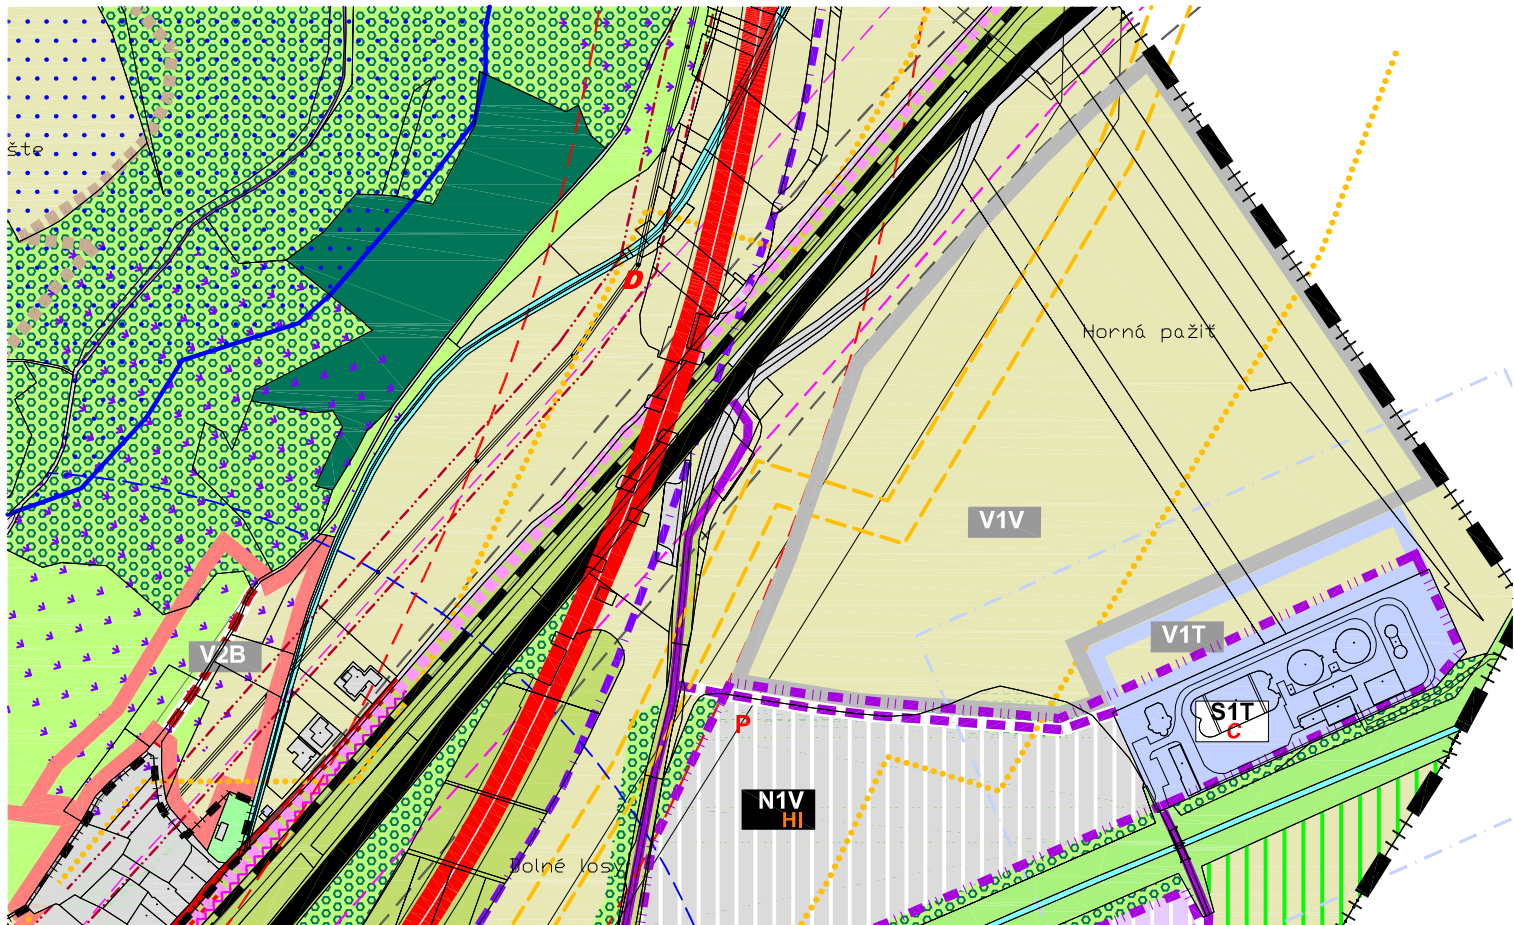 šte
D
Horná pažiť
V1V
V2B
V1T
S1T
C
P
N1V
HI
Dolné losy